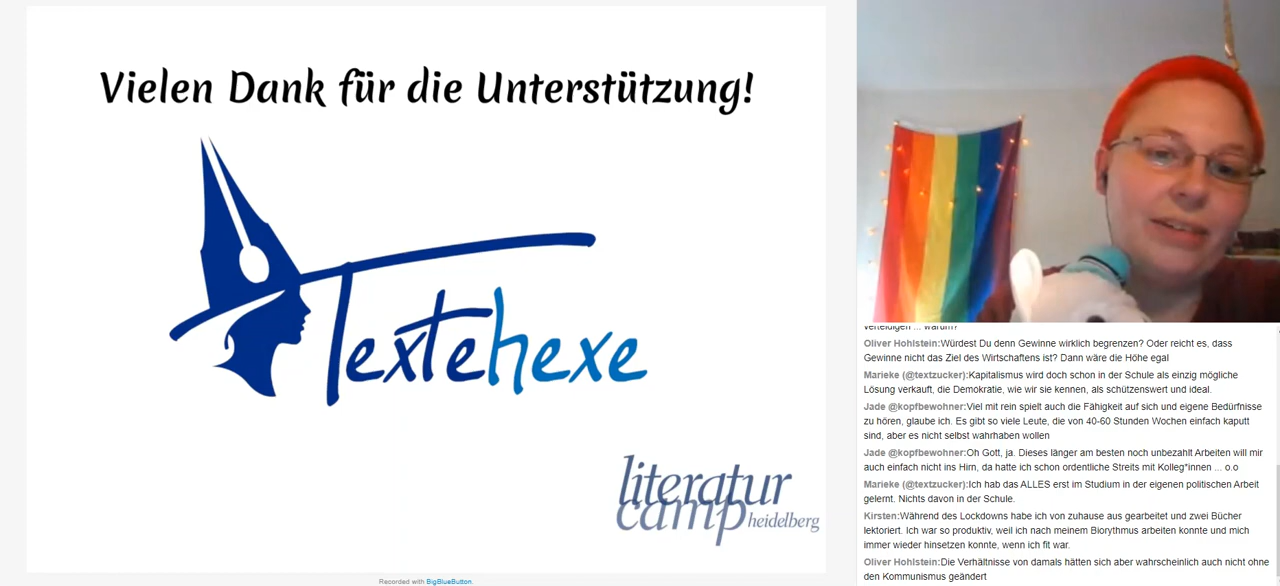 Vielen Dank für die Unterstützung!
Textehexe
literatur
camp heidelberg
Recorded with BigBlueButton.
verteidigen ... warum?
Oliver Hohlstein:Würdest Du denn Gewinne wirklich begrenzen? Oder reicht es, dass
Gewinne nicht das Ziel des Wirtschaftens ist? Dann wäre die Höhe egal
Marieke (@textzucker):Kapitalismus wird doch schon in der Schule als einzig mögliche
Lösung verkauft, die Demokratie, wie wir sie kennen, als schützenswert und ideal.
Jade @kopfbewohner:Viel mit rein spielt auch die Fähigkeit auf sich und eigene Bedürfnisse
zu hören, glaube ich. Es gibt so viele Leute, die von 40-60 Stunden Wochen einfach kaputt
sind, aber es nicht selbst wahrhaben wollen
Jade @kopfbewohner:Oh Gott, ja. Dieses länger am besten noch unbezahlt Arbeiten will mir
auch einfach nicht ins Hirn, da hatte ich schon ordentliche Streits mit Kolleg*innen ... o.o
Marieke (@textzucker):Ich hab das ALLES erst im Studium in der eigenen politischen Arbeit
gelernt. Nichts davon in der Schule.
Kirsten:Während des Lockdowns habe ich von zuhause aus gearbeitet und zwei Bücher
lektoriert. Ich war so produktiv, weil ich nach meinem Biorythmus arbeiten konnte und mich
immer wieder hinsetzen konnte, wenn ich fit war.
Oliver Hohlstein:Die Verhältnisse von damals hätten sich aber wahrscheinlich auch nicht ohne
den Kommunismus geändert